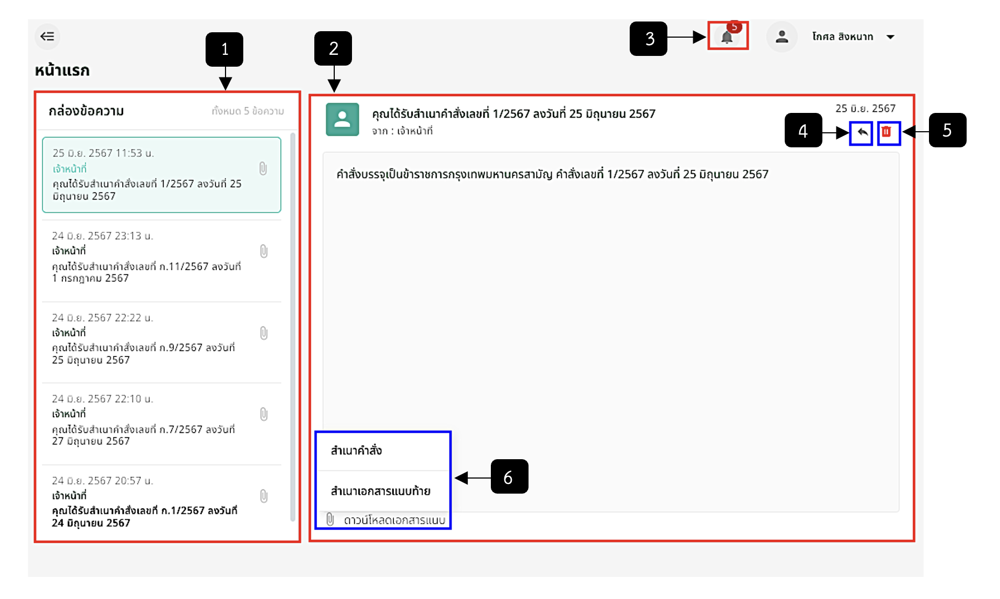 3
5
โกศล สิงหนาท
1
2
หน้าแรก
กล่องข้อความ
ทั้งหมด 5 ข้อความ
25 มิ.ย. 2567 11:53 น.
เจ้าหน้าที่
คุณได้รับสำเนาคำสั่งเลขที่ 1/2567 ลงวันที่ 25
มิถุนายน 2567
24 มิ.ย. 2567 23:13 น.
เจ้าหน้าที่
คุณได้รับสำเนาคำสั่งเลขที่ ก.11/2567 ลงวันที่
1 กรกฎาคม 2567
24 มิ.ย. 2567 22:22 น.
เจ้าหน้าที่
คุณได้รับสำเนาคำสั่งเลขที่ ก.9/2567 ลงวันที่
25 มิถุนายน 2567
24 มิ.ย. 2567 22:10 น.
เจ้าหน้าที่
คุณได้รับสำเนาคำสั่งเลขที่ ก.7/2567 ลงวันที่
27 มิถุนายน 2567
24 มิ.ย. 2567 20:57 น.
เจ้าหน้าที่
คุณได้รับสำเนาคำสั่งเลขที่ ก.1/2567 ลงวันที่
24 มิถุนายน 2567
คุณได้รับสำเนาคำสั่งเลขที่ 1/2567 ลงวันที่ 25 มิถุนายน 2567
จาก : เจ้าหน้าที่
25 มิ.ย. 2567
4
5
คำสั่งบรรจุเป็นข้าราชการกรุงเทพมหานครสามัญ คำสั่งเลขที่ 1/2567 ลงวันที่ 25 มิถุนายน 2567
สำเนาคำสั่ง
6
สำเนาเอกสารแนบท้าย
ดาวน์โหลดเอกสารแนบ